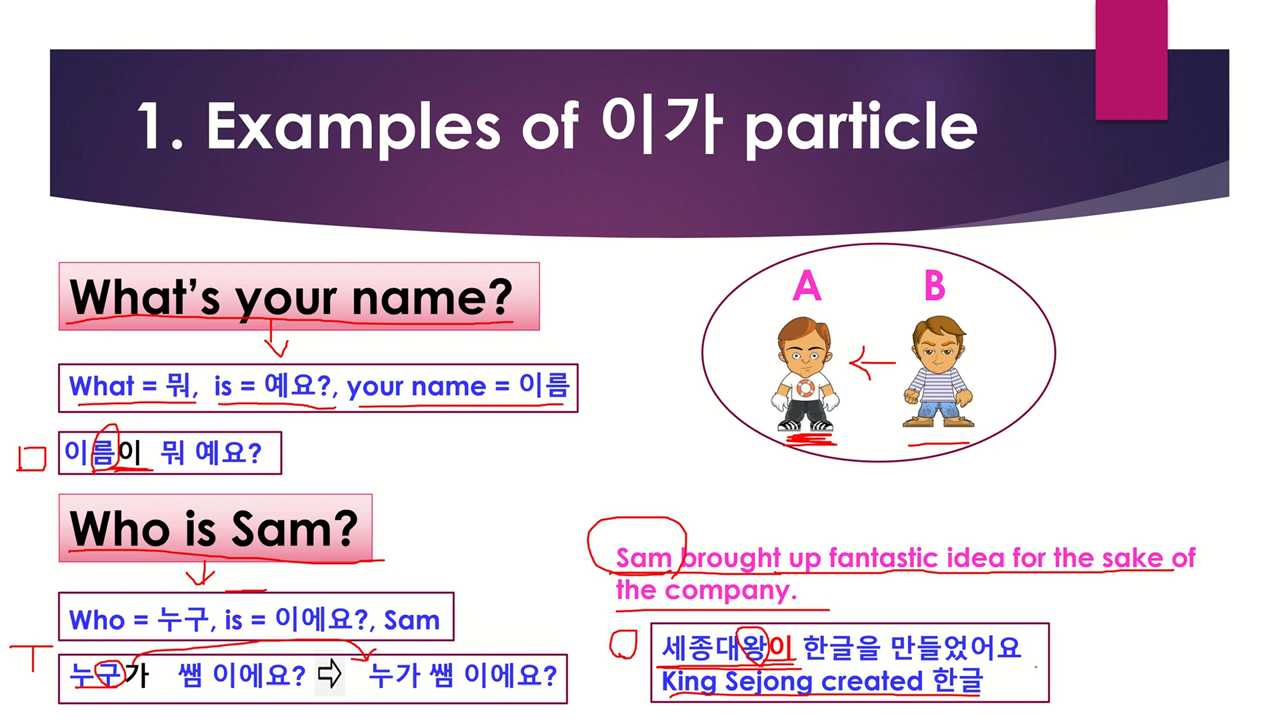 1. Examples of 이가 particle
What's your name?
What = 뭐, is = 예요?, your name = 이름
이름이 뭐 예요?
Who is Sam?
Who = 누구, is = 이에요?, Sam
누구가 쌤 이에요? ⇨ 누가 쌤 이에요?
A B
Sam brought up fantastic idea for the sake of
the company.
세종대왕이 한글을 만들었어요
King Sejong created 한글